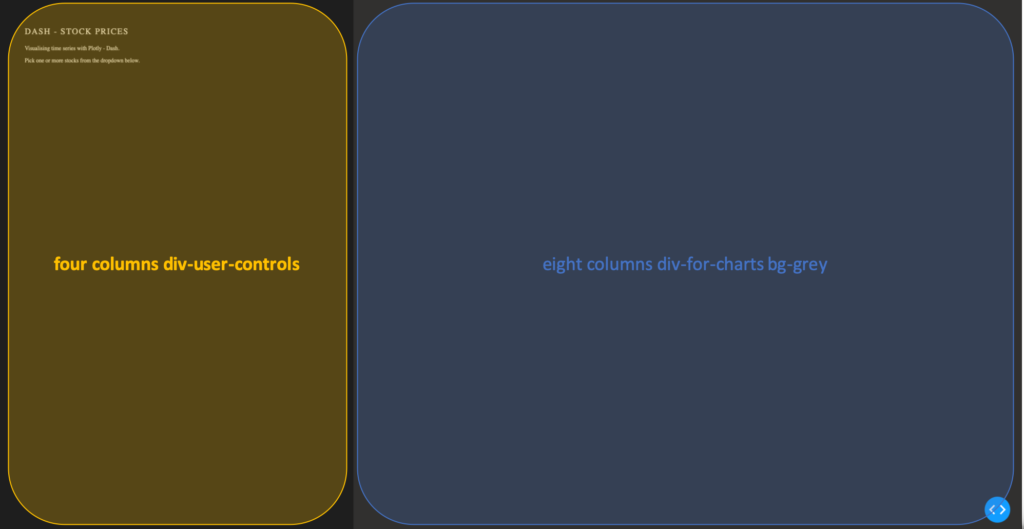 DASH - STOCK PRICES
Visualising time series with Plotly - Dash.
Pick one or more stocks from the dropdown below.
four columns div-user-controls
eight columns div-for-charts bg-grey